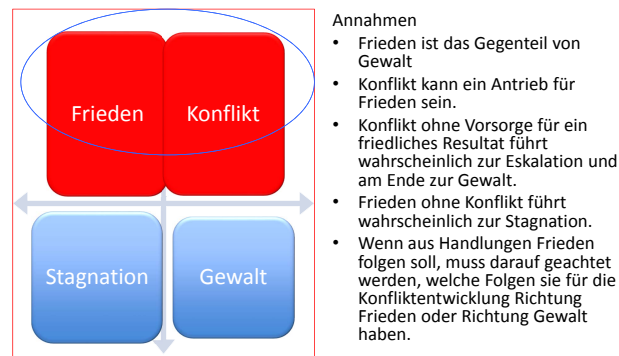 Frieden
Konflikt
Stagnation
Gewalt
Annahmen
• Frieden ist das Gegenteil von
Gewalt
• Konflikt kann ein Antrieb für
Frieden sein.
• Konflikt ohne Vorsorge für ein
friedliches Resultat führt
wahrscheinlich zur Eskalation und
am Ende zur Gewalt.
• Frieden ohne Konflikt führt
wahrscheinlich zur Stagnation.
• Wenn aus Handlungen Frieden
folgen soll, muss darauf geachtet
werden, welche Folgen sie für die
Konfliktentwicklung Richtung
Frieden oder Richtung Gewalt
haben.